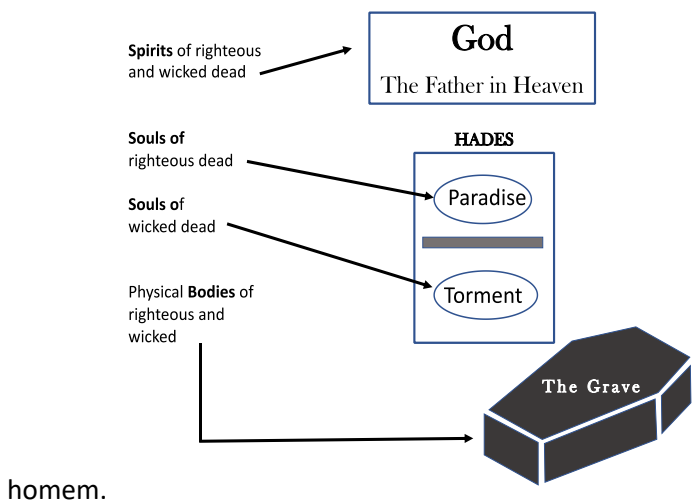 Spirits of righteous
and wicked dead
God
The Father in Heaven
Souls of
righteous dead
HADES
Paradise
Souls of
wicked dead
Torment
Physical Bodies of
righteous and
wicked
The Grave
homem.